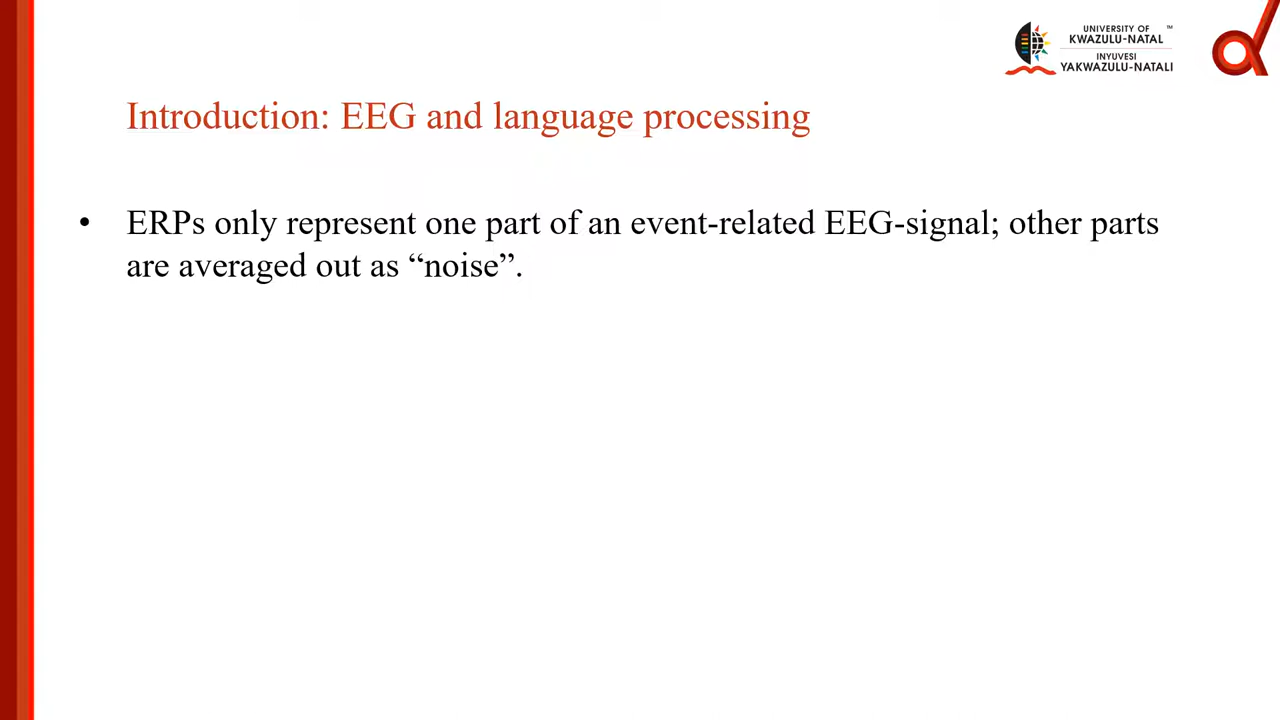 UNIVERSITY OF ™
KWAZULU-NATAL
INYUVESI
YAKWAZULU-NATALI
Introduction: EEG and language processing
• ERPs only represent one part of an event-related EEG-signal; other parts
are averaged out as “noise”.